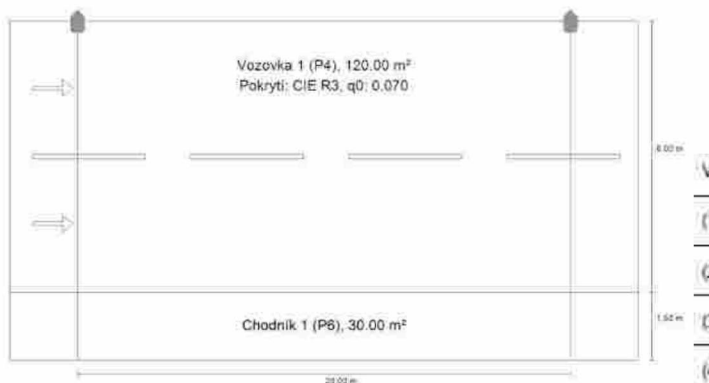 Vozovka 1 (P4), 120.00 m²
Pokrytí: CIE R3, q0: 0.070
6.00 m
Chodník 1 (P6), 30.00 m²
1.50 m
20.00 m